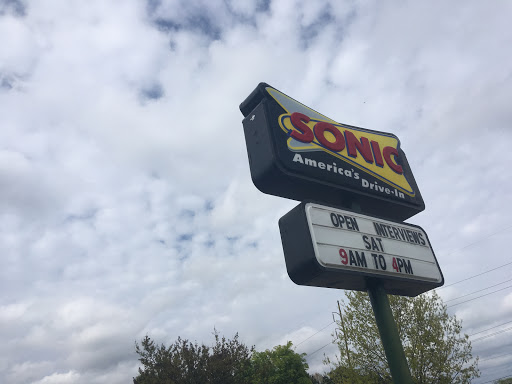 SONIC
America's
Drive-In
OPEN INTERVIEWS
SAT
9AM TO 4PM